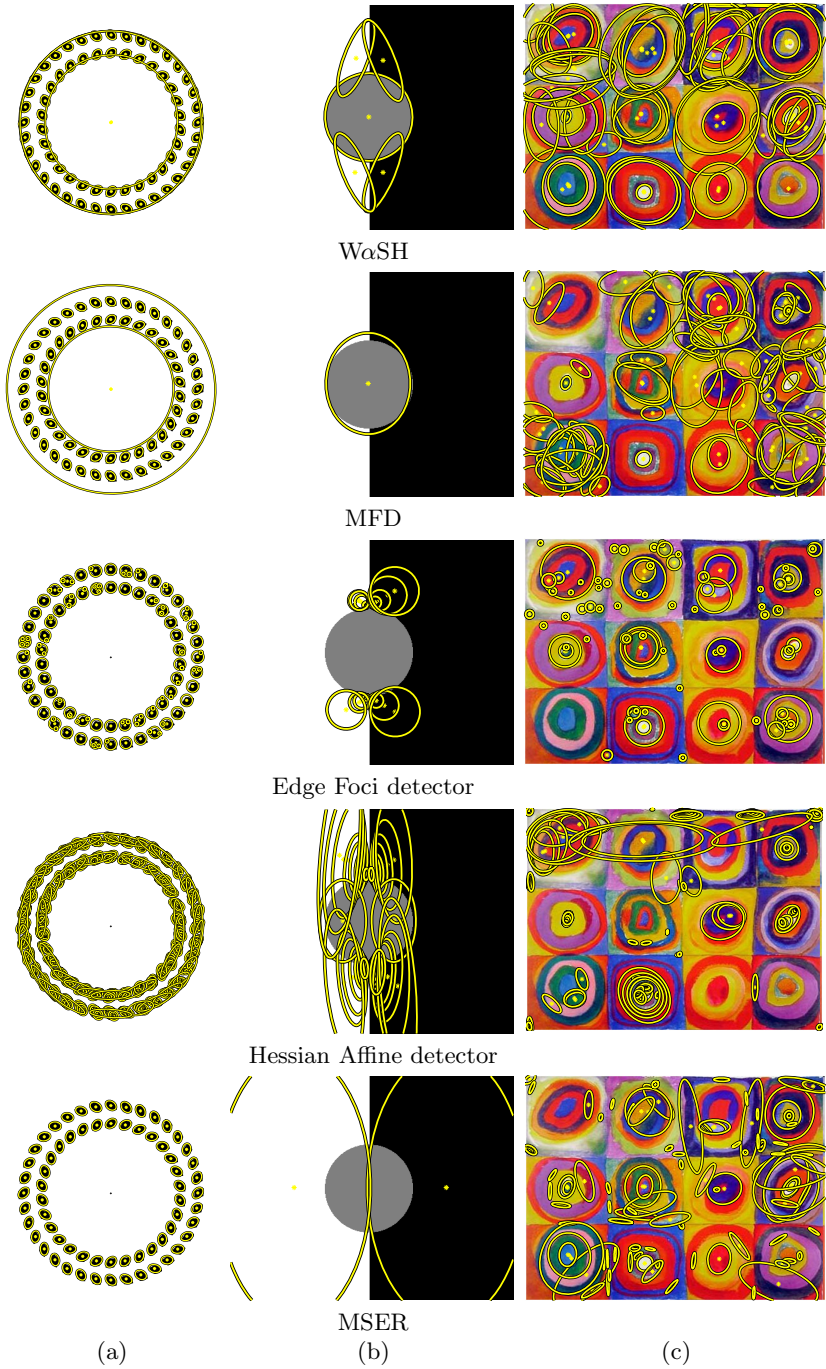 WαSH
MFD
Edge Foci detector
Hessian Affine detector
MSER
(a) (b) (c)